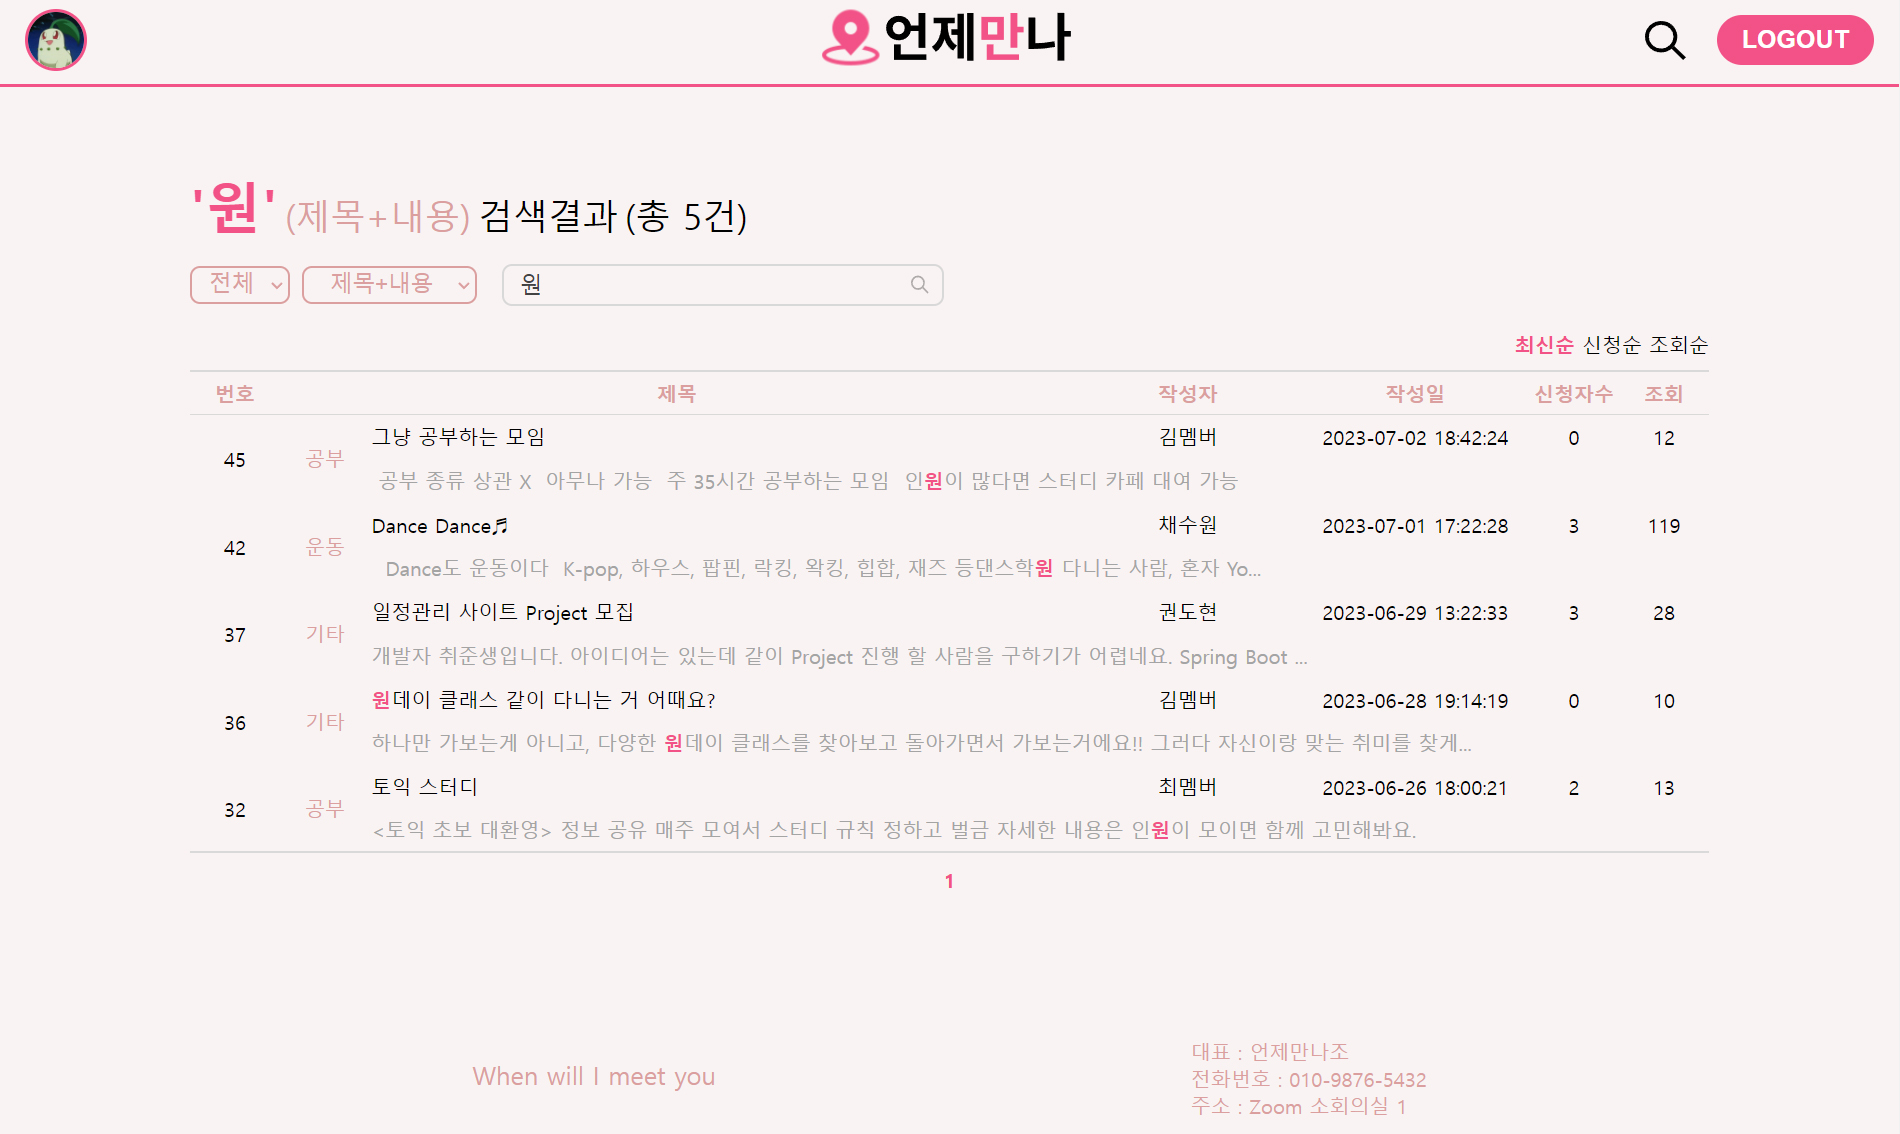 언제만나
LOGOUT
'원' (제목+내용) 검색결과 (총 5건)
전체 제목+내용 원
최신순 신청순 조회순
번호 제목 작성자 작성일 신청자수 조회
45 공부 그냥 공부하는 모임 김멤버 2023-07-02 18:42:24 0 12
공부 종류 상관 X 아무나 가능 주 35시간 공부하는 모임 인원이 많다면 스터디 카페 대여 가능
42 운동 Dance Dance♬ 채수원 2023-07-01 17:22:28 3 119
Dance도 운동이다 K-pop, 하우스, 팝핀, 락킹, 왁킹, 힙합, 재즈 등댄스학원 다니는 사람, 혼자 Yo...
37 기타 일정관리 사이트 Project 모집 권도현 2023-06-29 13:22:33 3 28
개발자 취준생입니다. 아이디어는 있는데 같이 Project 진행 할 사람을 구하기가 어렵네요. Spring Boot ...
36 기타 원데이 클래스 같이 다니는 거 어때요? 김멤버 2023-06-28 19:14:19 0 10
하나만 가보는게 아니고, 다양한 원데이 클래스를 찾아보고 돌아가면서 가보는거에요!! 그러다 자신이랑 맞는 취미를 찾게...
32 공부 토익 스터디 최멤버 2023-06-26 18:00:21 2 13
<토익 초보 대환영> 정보 공유 매주 모여서 스터디 규칙 정하고 벌금 자세한 내용은 인원이 모이면 함께 고민해봐요.
1
When will I meet you
대표 : 언제만나조
전화번호 : 010-9876-5432
주소 : Zoom 소회의실 1